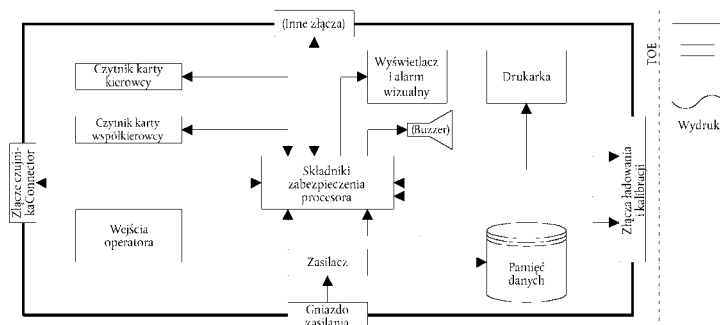 (Inne złącza)
Czytnik karty
kierowcy
Wyświetlacz
i alarm
wizualny
Drukarka
TOE
Wydruk
Czytnik karty
współkierowcy
(Buzzer)
Złącze czujni-
kaConnector
Składniki
zabezpieczenia
procesora
Złącza ładowania
i kalibracji
Wejścia
operatora
Zasilacz
Pamięć
danych
Gniazdo
zasilania